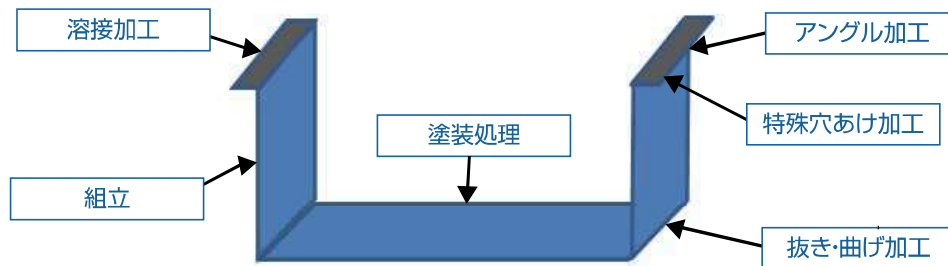 溶接加工
アングル加工
特殊穴あけ加工
塗装処理
組立
抜き・曲げ加工